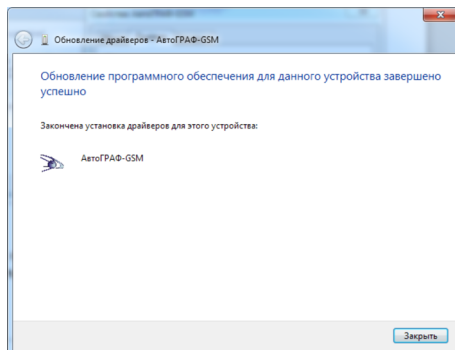 Обновление драйверов - АвтоГРАФ-GSM
Обновление программного обеспечения для данного устройства завершено
успешно
Закончена установка драйверов для этого устройства:
АвтоГРАФ-GSM
Закрыть